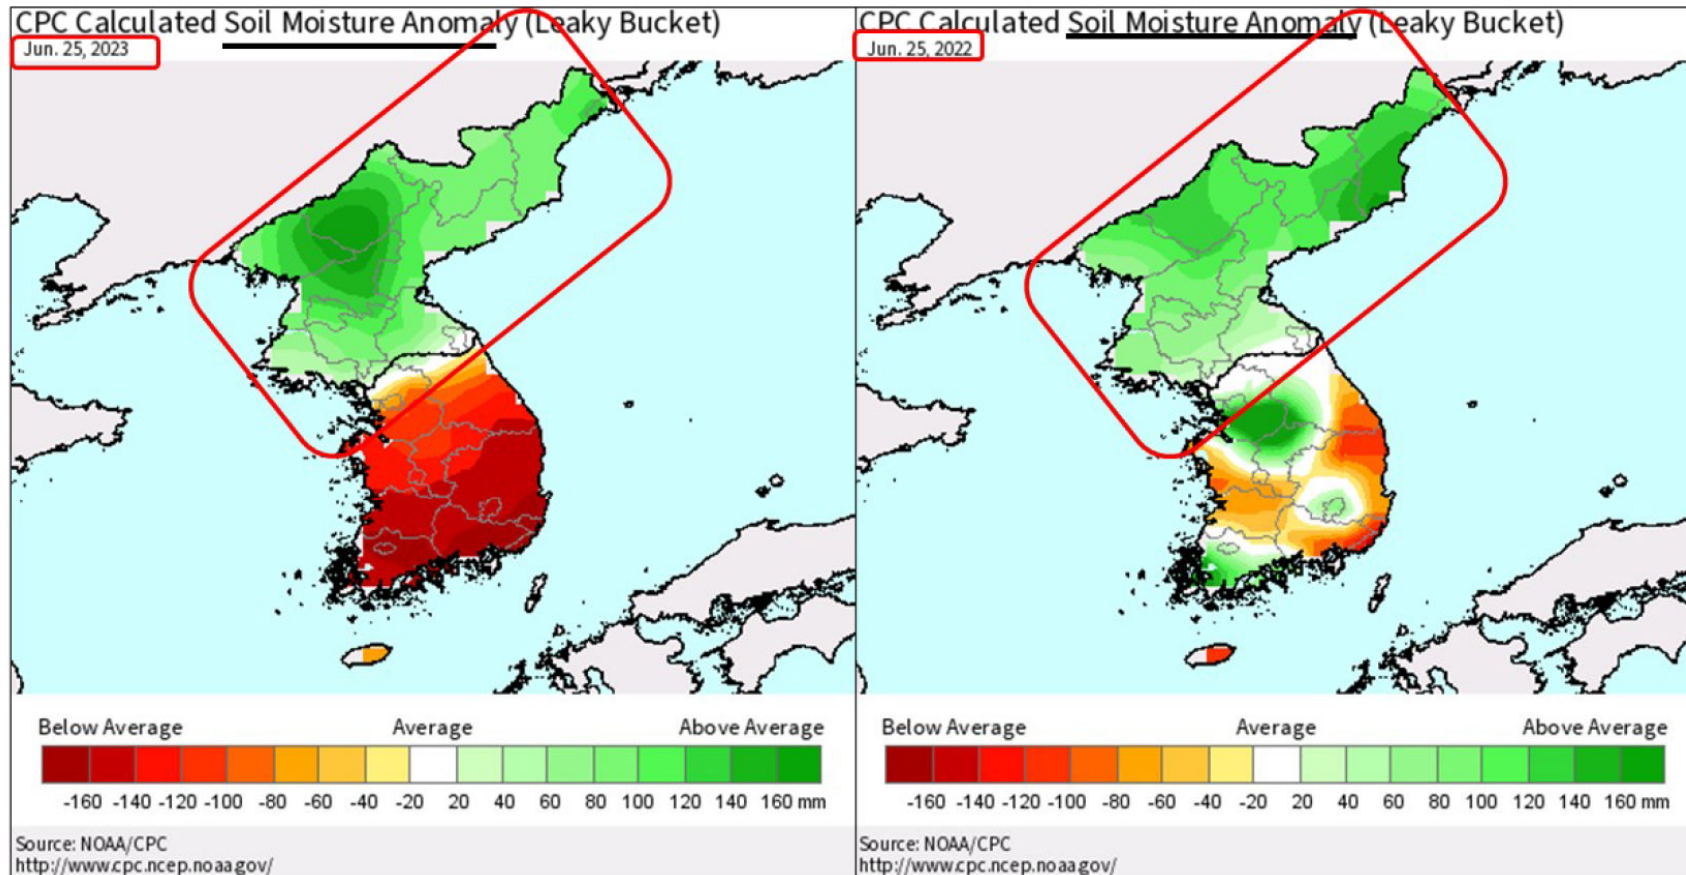 CPC Calculated Soil Moisture Anomaly (Leaky Bucket)
Jun. 25, 2023
Below Average Average Above Average
-160 -140 -120 -100 -80 -60 -40 -20 20 40 60 80 100 120 140 160 mm
Source: NOAA/CPC
http://www.cpc.ncep.noaa.gov/
CPC Calculated Soil Moisture Anomaly (Leaky Bucket)
Jun. 25, 2022
Below Average Average Above Average
-160 -140 -120 -100 -80 -60 -40 -20 20 40 60 80 100 120 140 160 mm
Source: NOAA/CPC
http://www.cpc.ncep.noaa.gov/